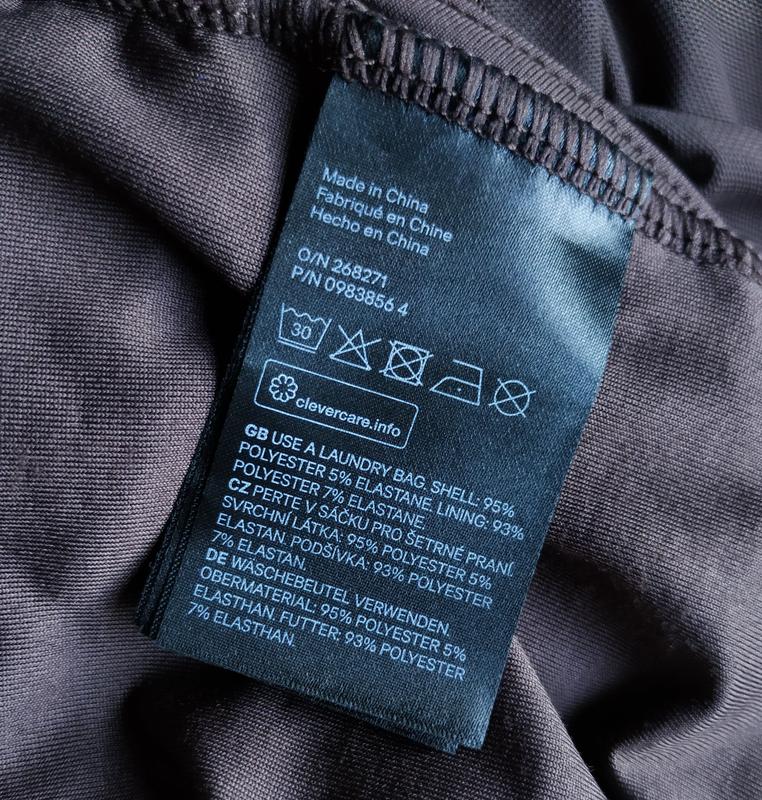 Made in China
Fabriqué en Chine
Hecho en China
O/N 268271
P/N 0983856 4
30
clevercare.info
GB USE A LAUNDRY BAG. SHELL: 95%
POLYESTER 5% ELASTANE. LINING: 93%
POLYESTER 7% ELASTANE.
CZ PERTE V SÁČKU PRO ŠETRNÉ PRANÍ.
SVRCHNÍ LÁTKA: 95% POLYESTER 5%
ELASTAN. PODŠÍVKA: 93% POLYESTER
7% ELASTAN.
DE WÄSCHEBEUTEL VERWENDEN.
OBERMATERIAL: 95% POLYESTER 5%
ELASTHAN. FUTTER: 93% POLYESTER
7% ELASTHAN.